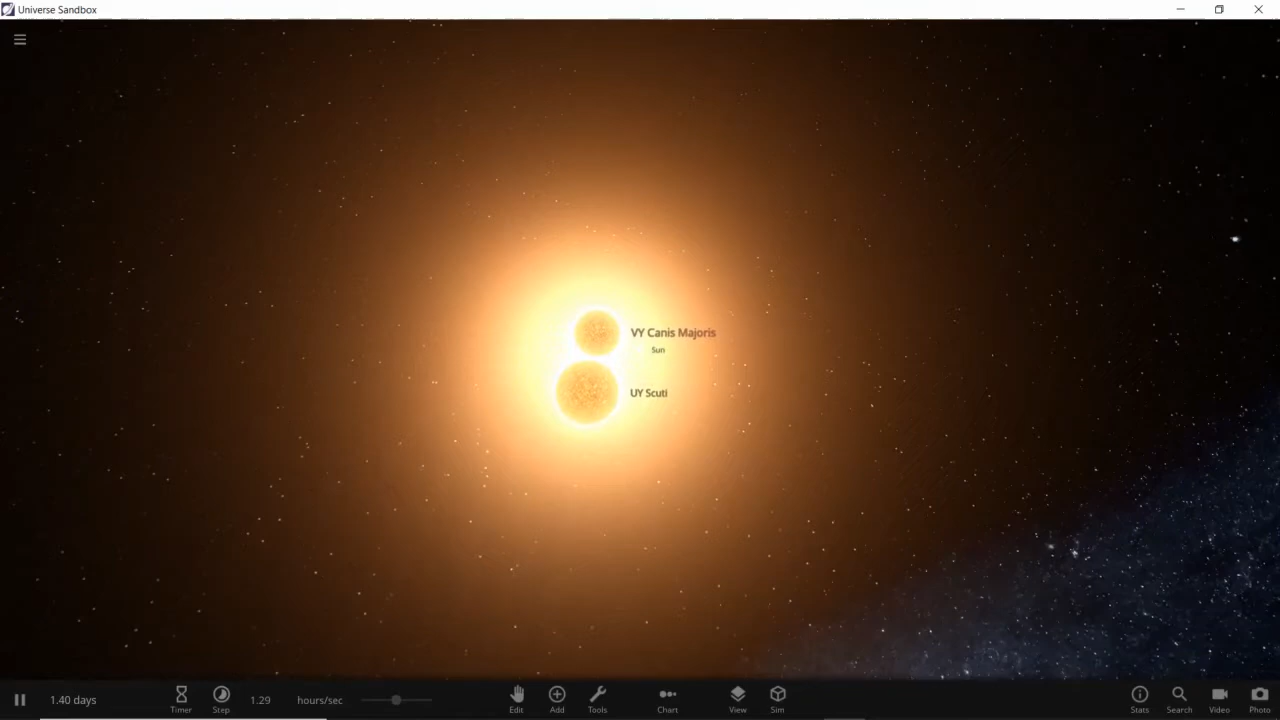 Universe Sandbox
VY Canis Majoris
Sun
UY Scuti
1.40 days
Timer
Step
1.29
hours/sec
Edit
Add
Tools
Chart
View
Sim
Stats
Search
Video
Photo